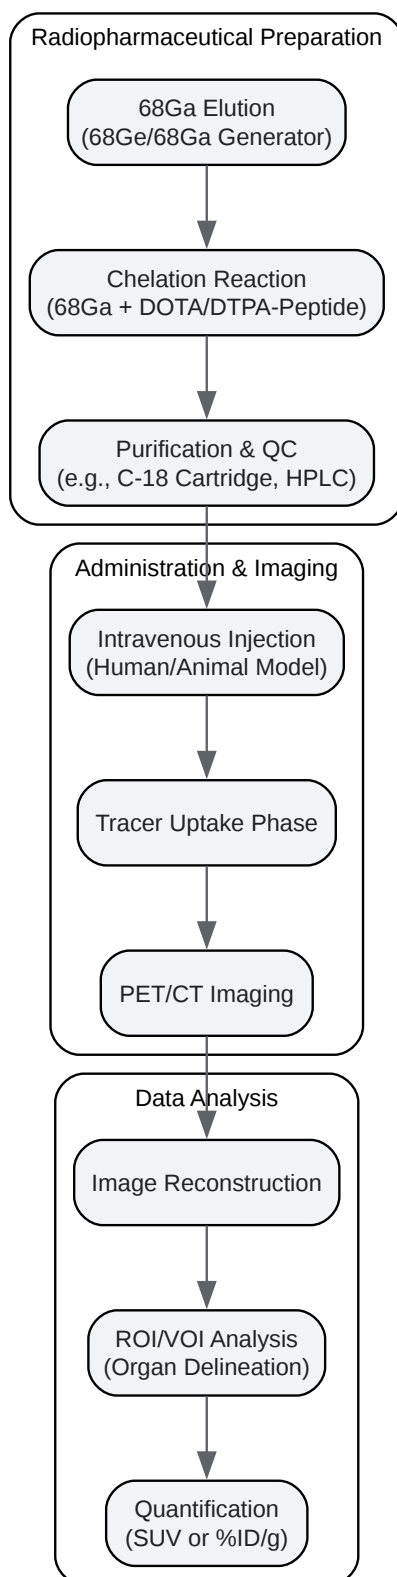 Radiopharmaceutical Preparation
68Ga Elution
(68Ge/68Ga Generator)
Chelation Reaction
(68Ga + DOTA/DTPA-Peptide)
Purification & QC
(e.g., C-18 Cartridge, HPLC)
Administration & Imaging
Intravenous Injection
(Human/Animal Model)
Tracer Uptake Phase
PET/CT Imaging
Data Analysis
Image Reconstruction
ROI/VOI Analysis
(Organ Delineation)
Quantification
(SUV or %ID/g)